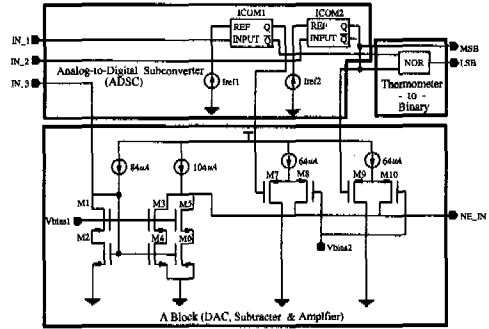 ICOM1 ICOM2
REF Q REF Q
IN_1 INPUT Q INPUT Q
MSB
IN_2 NOR LSB
Analog-to-Digital Subconverter
(ADSC) Iref1 Iref2
IN_3 Thermometer
- to -
Binary
84uA 104uA 64uA 64uA
M1 M3 M5 M7 M8 M9 M10
Vbias1 NE_IN
M2 M4 M6 Vbias2
A Block (DAC, Subtracter & Amplfier)